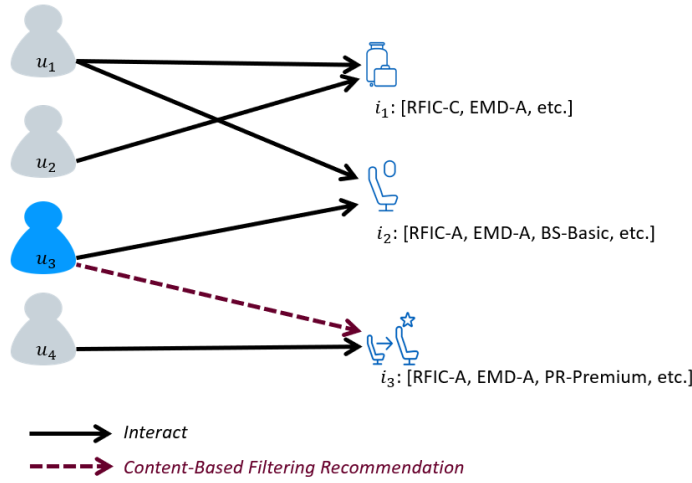 u1
i1: [RFIC-C, EMD-A, etc.]
u2
i2: [RFIC-A, EMD-A, BS-Basic, etc.]
u3
u4
i3: [RFIC-A, EMD-A, PR-Premium, etc.]
Interact
Content-Based Filtering Recommendation